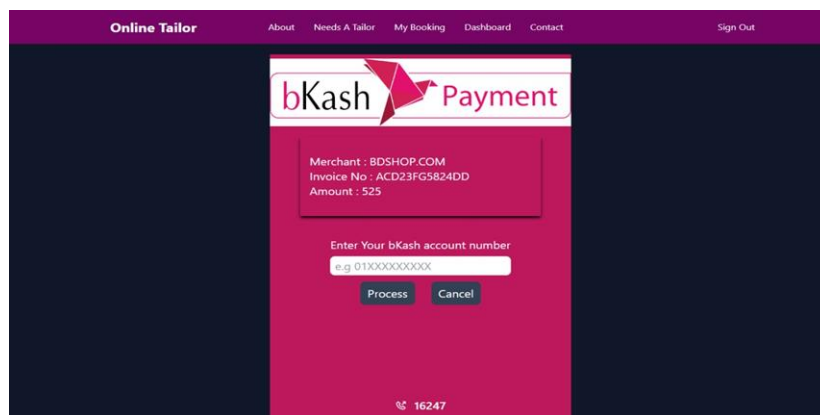 Online Tailor About Needs A Tailor My Booking Dashboard Contact Sign Out
bKash Payment
Merchant : BDSHOP.COM
Invoice No : ACD23FG5824DD
Amount : 525
Enter Your bKash account number
e.g 01XXXXXXXXX
Process Cancel
16247